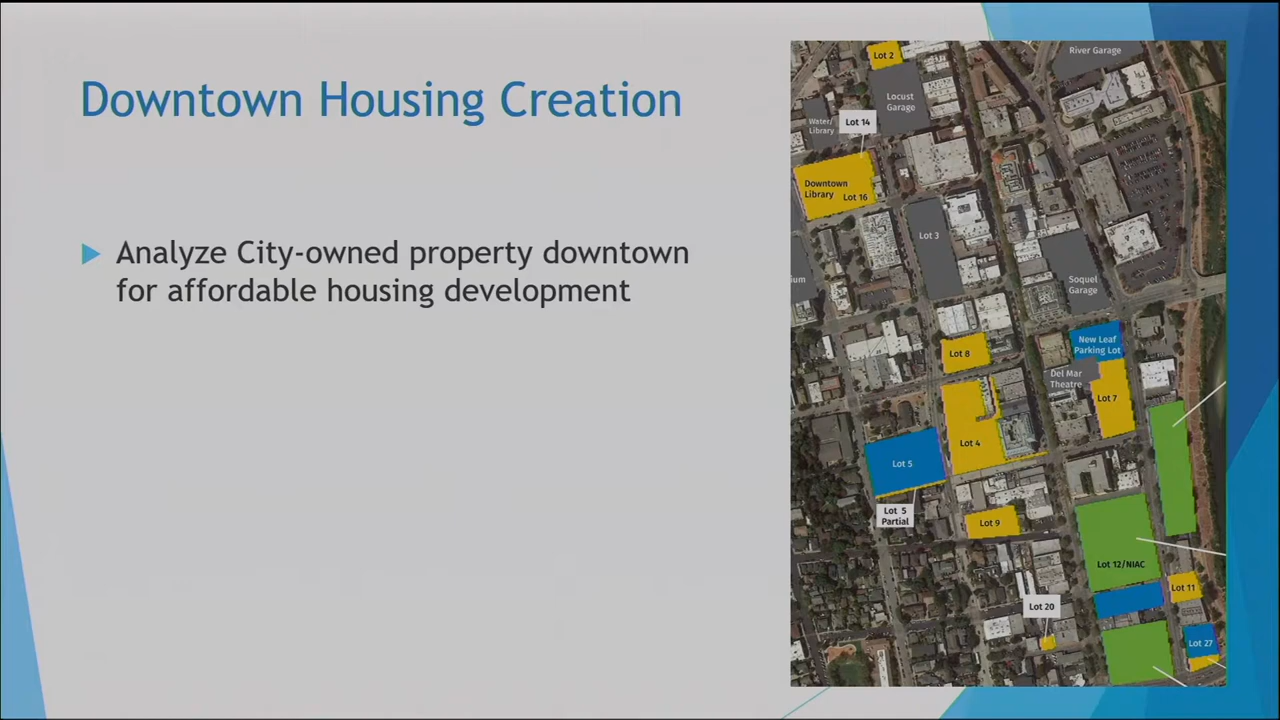 Downtown Housing Creation
Analyze City-owned property downtown
for affordable housing development
River Garage
Lot 2
Locust
Garage
Water/
Library
Lot 14
Downtown
Library
Lot 16
Lot 3
ium
Soquel
Garage
New Leaf
Parking Lot
Lot 8
Del Mar
Theatre
Lot 7
Lot 4
Lot 5
Lot 5
Partial
Lot 9
Lot 12/NIAC
Lot 11
Lot 20
Lot 27